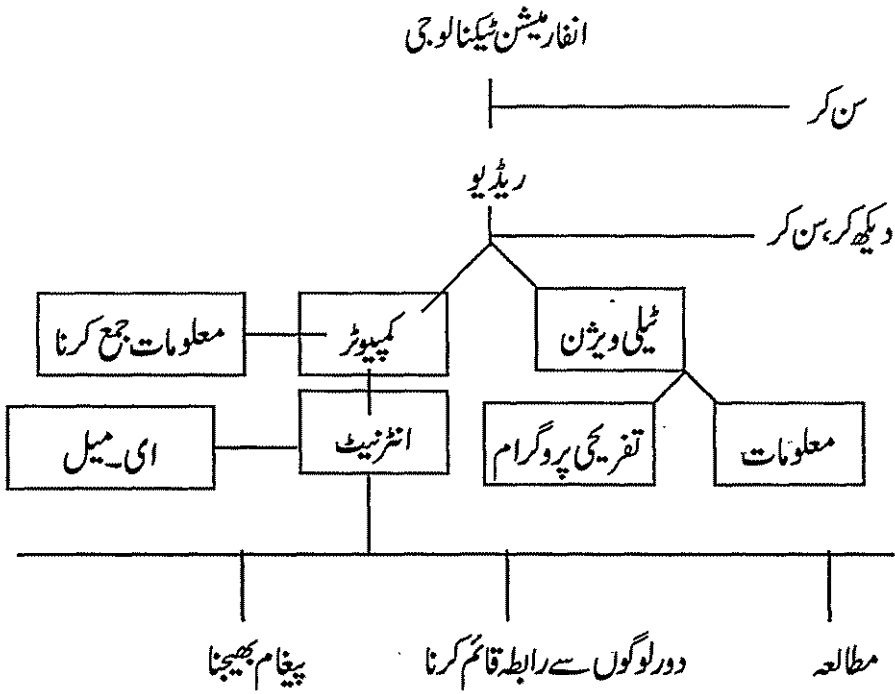 انفارمیشن ٹیکنالوجی
سن کر
ریڈیو
دیکھ کر، سن کر
ٹیلی ویژن
کمپیوٹر
معلومات جمع کرنا
معلومات
تفریحی پروگرام
انٹرنیٹ
ای۔میل
مطالعہ
دور لوگوں سے رابطہ قائم کرنا
پیغام بھیجنا